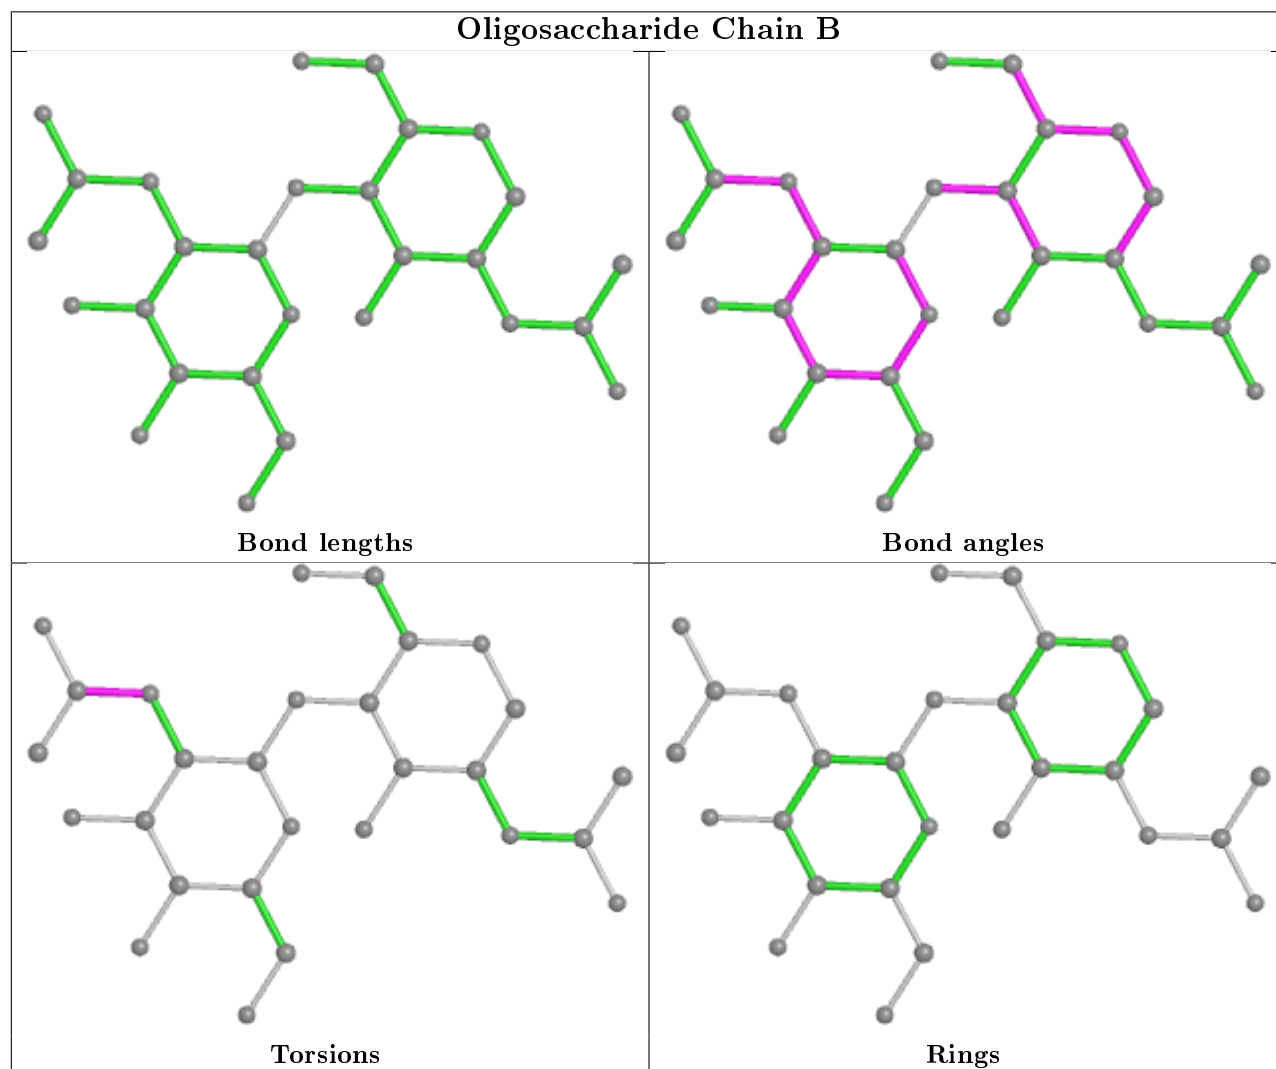 Oligosaccharide Chain B
Bond lengths
Bond angles
Torsions
Rings